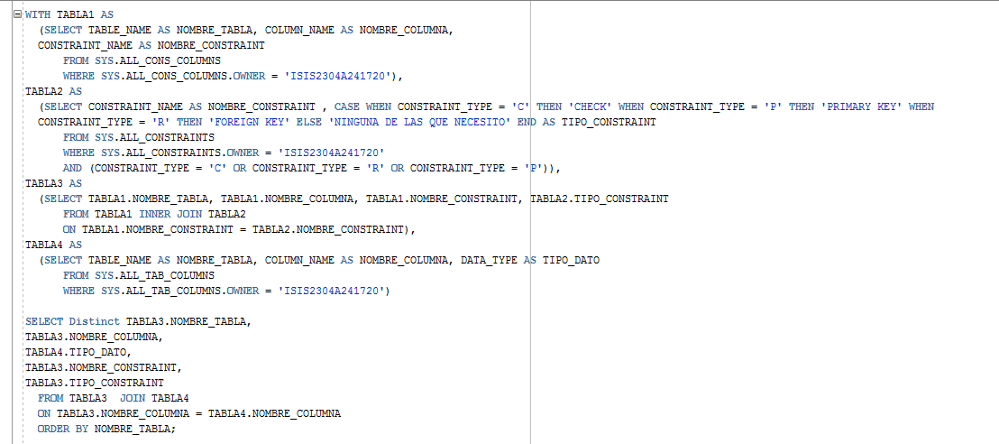 WITH TABLA1 AS
(SELECT TABLE_NAME AS NOMBRE_TABLA, COLUMN_NAME AS NOMBRE_COLUMNA,
CONSTRAINT_NAME AS NOMBRE_CONSTRAINT
FROM SYS.ALL_CONS_COLUMNS
WHERE SYS.ALL_CONS_COLUMNS.OWNER = 'ISIS2304A241720'),
TABLA2 AS
(SELECT CONSTRAINT_NAME AS NOMBRE_CONSTRAINT , CASE WHEN CONSTRAINT_TYPE = 'C' THEN 'CHECK' WHEN CONSTRAINT_TYPE = 'P' THEN 'PRIMARY KEY' WHEN
CONSTRAINT_TYPE = 'R' THEN 'FOREIGN KEY' ELSE 'NINGUNA DE LAS QUE NECESITO' END AS TIPO_CONSTRAINT
FROM SYS.ALL_CONSTRAINTS
WHERE SYS.ALL_CONSTRAINTS.OWNER = 'ISIS2304A241720'
AND (CONSTRAINT_TYPE = 'C' OR CONSTRAINT_TYPE = 'R' OR CONSTRAINT_TYPE = 'P')),
TABLA3 AS
(SELECT TABLA1.NOMBRE_TABLA, TABLA1.NOMBRE_COLUMNA, TABLA1.NOMBRE_CONSTRAINT, TABLA2.TIPO_CONSTRAINT
FROM TABLA1 INNER JOIN TABLA2
ON TABLA1.NOMBRE_CONSTRAINT = TABLA2.NOMBRE_CONSTRAINT),
TABLA4 AS
(SELECT TABLE_NAME AS NOMBRE_TABLA, COLUMN_NAME AS NOMBRE_COLUMNA, DATA_TYPE AS TIPO_DATO
FROM SYS.ALL_TAB_COLUMNS
WHERE SYS.ALL_TAB_COLUMNS.OWNER = 'ISIS2304A241720')
SELECT Distinct TABLA3.NOMBRE_TABLA,
TABLA3.NOMBRE_COLUMNA,
TABLA4.TIPO_DATO,
TABLA3.NOMBRE_CONSTRAINT,
TABLA3.TIPO_CONSTRAINT
FROM TABLA3 JOIN TABLA4
ON TABLA3.NOMBRE_COLUMNA = TABLA4.NOMBRE_COLUMNA
ORDER BY NOMBRE_TABLA;